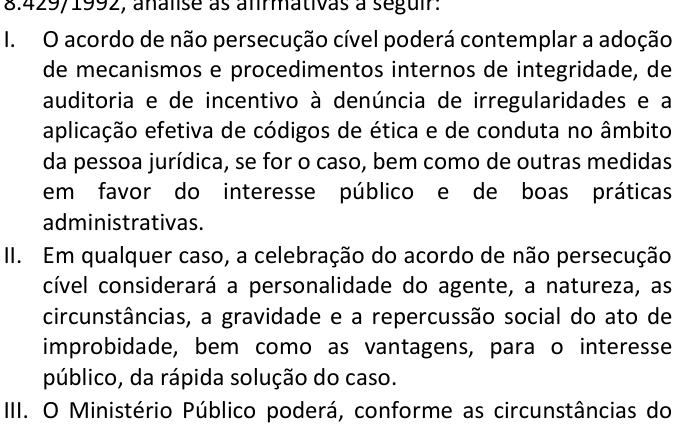 8.429/1992, analise as afirmativas a seguir:
I. O acordo de não persecução cível poderá contemplar a adoção
de mecanismos e procedimentos internos de integridade, de
auditoria e de incentivo à denúncia de irregularidades e a
aplicação efetiva de códigos de ética e de conduta no âmbito
da pessoa jurídica, se for o caso, bem como de outras medidas
em favor do interesse público e de boas práticas
administrativas.
II. Em qualquer caso, a celebração do acordo de não persecução
cível considerará a personalidade do agente, a natureza, as
circunstâncias, a gravidade e a repercussão social do ato de
improbidade, bem como as vantagens, para o interesse
público, da rápida solução do caso.
III. O Ministério Público poderá, conforme as circunstâncias do